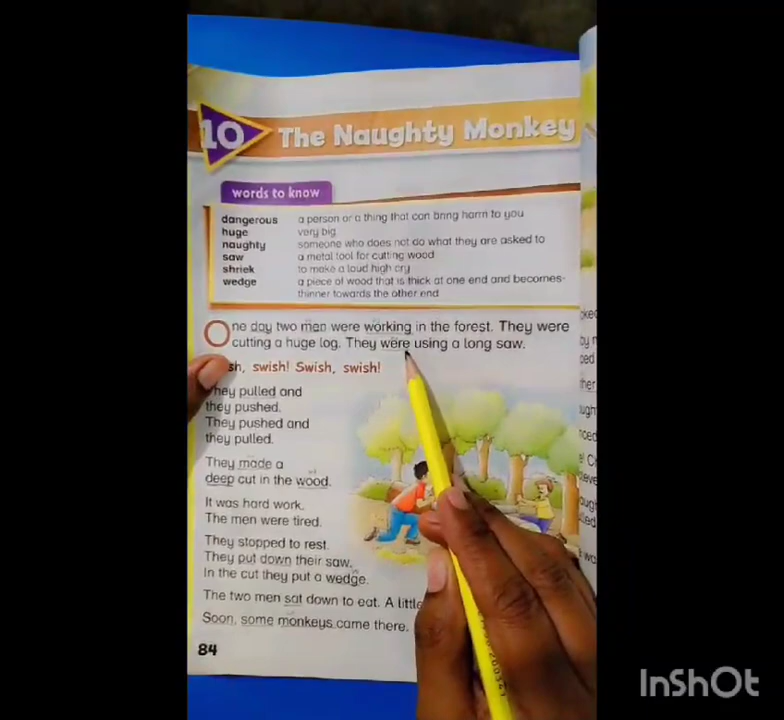 10
The Naughty Monkey
words to know
dangerous a person or a thing that can bring harm to you
huge very big
naughty someone who does not do what they are asked to
saw a metal tool for cutting wood
shriek to make a loud high cry
wedge a piece of wood that is thick at one end and becomes
thinner towards the other end
One day two men were working in the forest. They were
cutting a huge log. They were using a long saw.
sh, swish! Swish, swish!
They pulled and
they pushed.
They pushed and
they pulled.
They made a
deep cut in the wood.
It was hard work.
The men were tired.
They stopped to rest.
They put down their saw.
In the cut they put a wedge.
The two men sat down to eat. A little
Soon, some monkeys came there.
84
InShOt